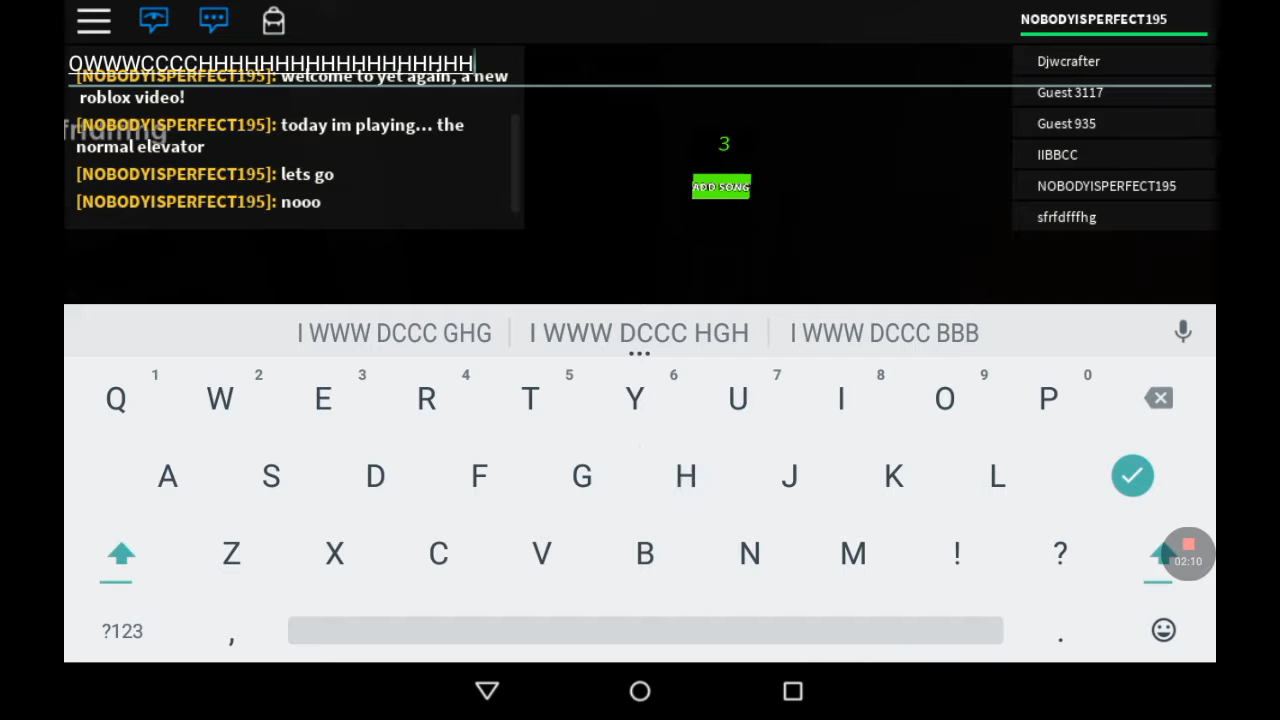 NOBODYISPERFECT195
OWWWCCCCHHHHHHHHHHHHHHHHHH
[NOBODYISPERFECT195]: welcome to yet again, a new
roblox video!
[NOBODYISPERFECT195]: today im playing... the
normal elevator
[NOBODYISPERFECT195]: lets go
[NOBODYISPERFECT195]: nooo
3
ADD SONG
Djwcrafter
Guest 3117
Guest 935
IIBBCC
NOBODYISPERFECT195
sfrfdfffhg
I WWW DCCC GHG
I WWW DCCC HGH
I WWW DCCC BBB
1 2 3 4 5 6 7 8 9 0
Q W E R T Y U I O P
A S D F G H J K L
Z X C V B N M ! ?
02:10
?123 , .